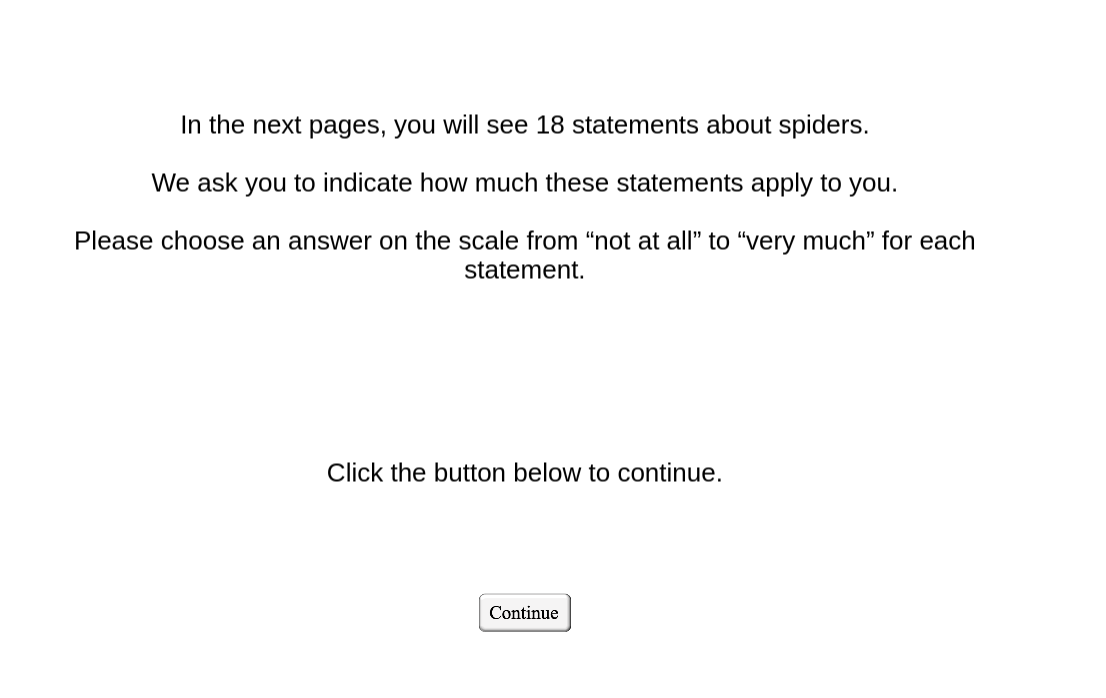 In the next pages, you will see 18 statements about spiders.
We ask you to indicate how much these statements apply to you.
Please choose an answer on the scale from “not at all” to “very much” for each
statement.
Click the button below to continue.
Continue